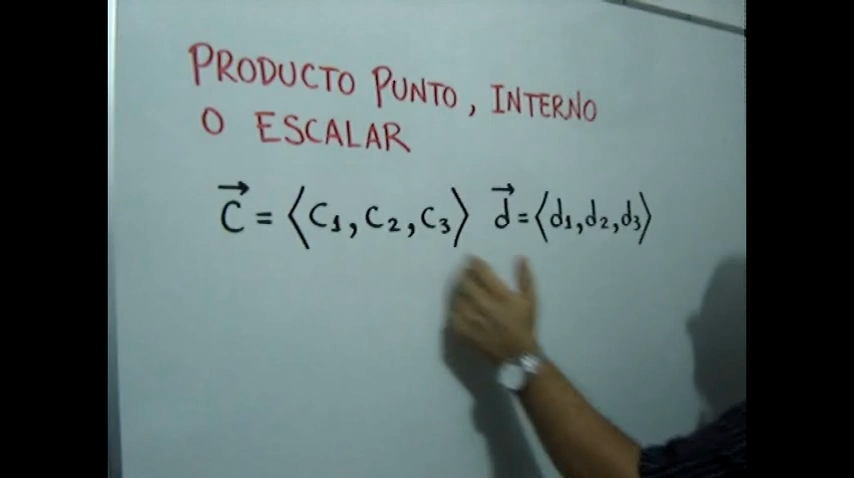 PRODUCTO PUNTO, INTERNO
O ESCALAR
C⃗ = ⟨C₁, C₂, C₃⟩ d⃗ = ⟨d₁, d₂, d₃⟩